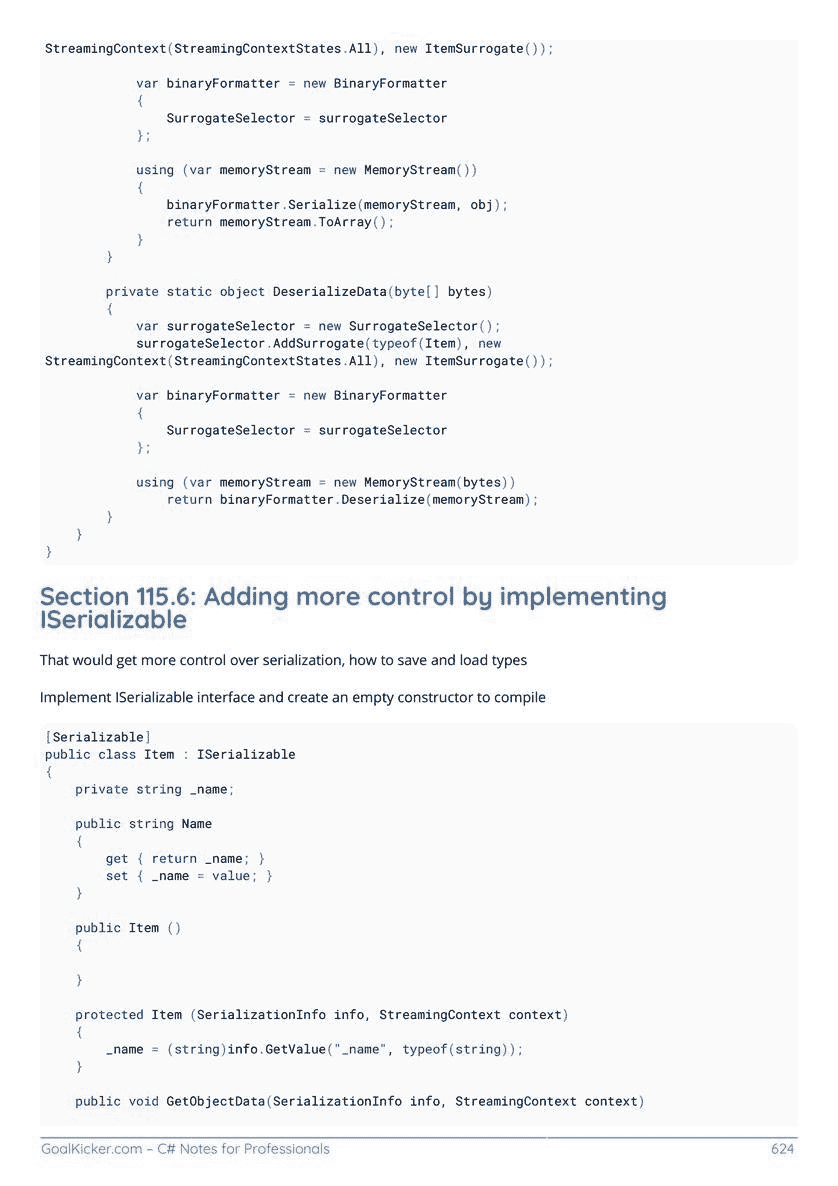 StreamingContext(StreamingContextStates.All), new ItemSurrogate());
            var binaryFormatter = new BinaryFormatter
            {
                SurrogateSelector = surrogateSelector
            };
            using (var memoryStream = new MemoryStream())
            {
                binaryFormatter.Serialize(memoryStream, obj);
                return memoryStream.ToArray();
            }
        }
        private static object DeserializeData(byte[] bytes)
        {
            var surrogateSelector = new SurrogateSelector();
            surrogateSelector.AddSurrogate(typeof(Item), new
StreamingContext(StreamingContextStates.All), new ItemSurrogate());
            var binaryFormatter = new BinaryFormatter
            {
                SurrogateSelector = surrogateSelector
            };
            using (var memoryStream = new MemoryStream(bytes))
                return binaryFormatter.Deserialize(memoryStream);
        }
    }
}
Section 115.6: Adding more control by implementing
ISerializable
That would get more control over serialization, how to save and load types
Implement ISerializable interface and create an empty constructor to compile
[Serializable]
public class Item : ISerializable
{
    private string _name;
    public string Name
    {
        get { return _name; }
        set { _name = value; }
    }
    public Item ()
    {
    }
    protected Item (SerializationInfo info, StreamingContext context)
    {
        _name = (string)info.GetValue("_name", typeof(string));
    }
    public void GetObjectData(SerializationInfo info, StreamingContext context)
GoalKicker.com – C# Notes for Professionals 624